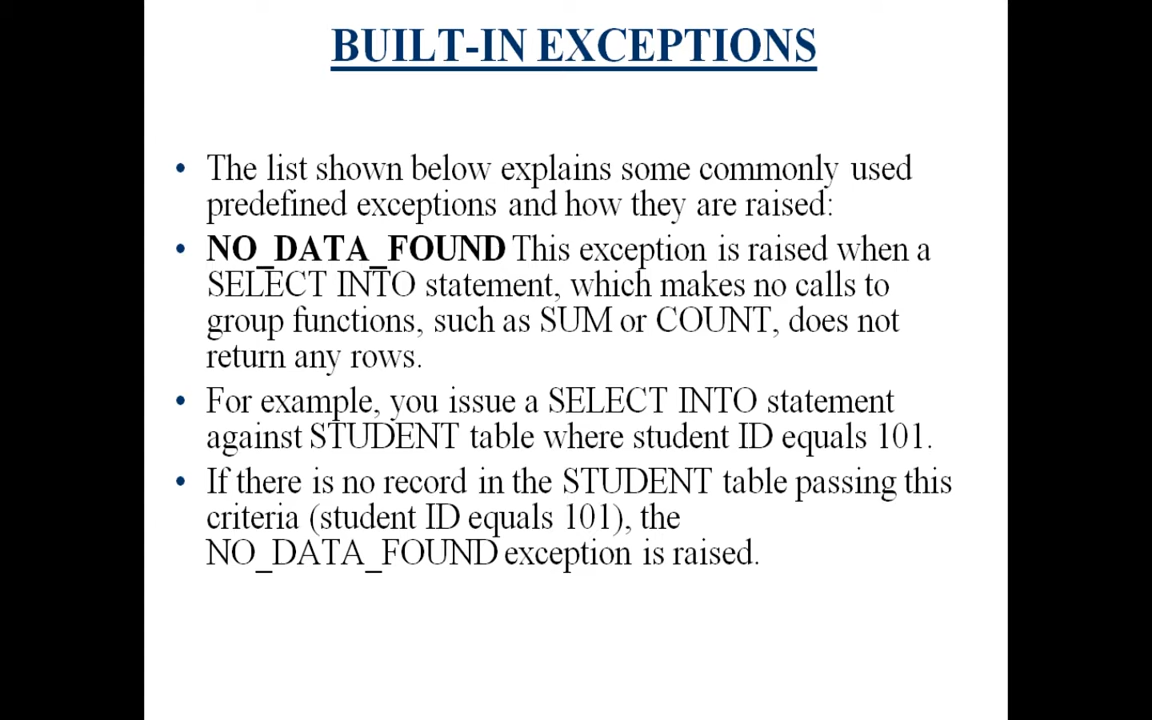 BUILT-IN EXCEPTIONS
• The list shown below explains some commonly used
predefined exceptions and how they are raised:
• NO_DATA_FOUND This exception is raised when a
SELECT INTO statement, which makes no calls to
group functions, such as SUM or COUNT, does not
return any rows.
• For example, you issue a SELECT INTO statement
against STUDENT table where student ID equals 101.
• If there is no record in the STUDENT table passing this
criteria (student ID equals 101), the
NO_DATA_FOUND exception is raised.